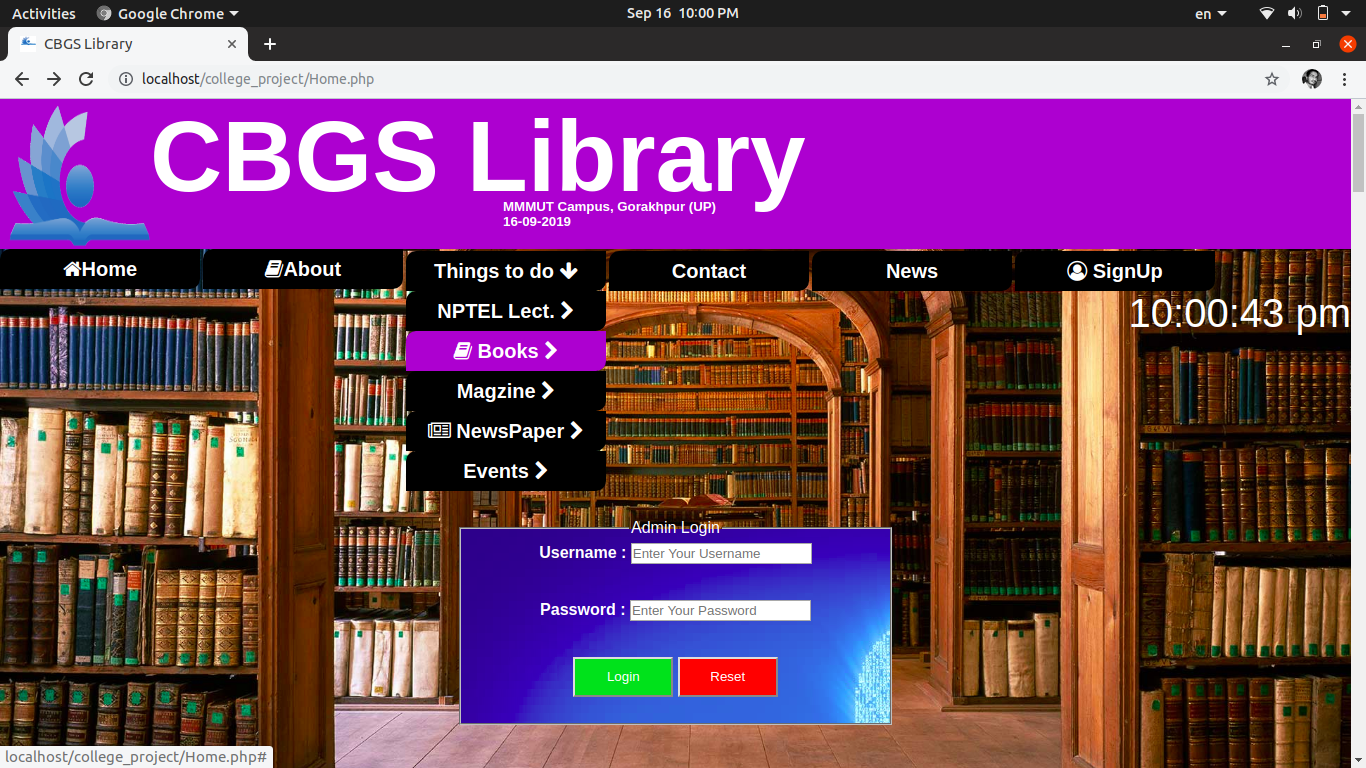 Activities Google Chrome Sep 16 10:00 PM en
CBGS Library
localhost/college_project/Home.php
CBGS Library
MMMUT Campus, Gorakhpur (UP)
16-09-2019
Home About Things to do Contact News SignUp
NPTEL Lect.
10:00:43 pm
Books
Magzine
NewsPaper
Events
Admin Login
Username : Enter Your Username
Password : Enter Your Password
Login Reset
localhost/college_project/Home.php#